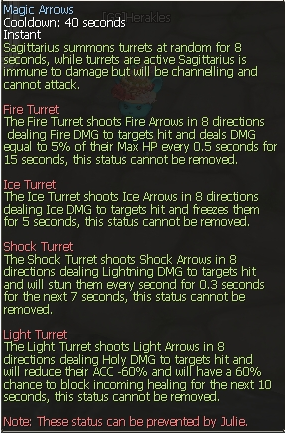 Magic Arrows
Cooldown: 40 seconds
Instant
Sagittarius summons turrets at random for 8
seconds, while turrets are active Sagittarius is
immune to damage but will be channelling and
cannot attack.
Fire Turret
The Fire Turret shoots Fire Arrows in 8 directions
dealing Fire DMG to targets hit and deals DMG
equal to 5% of their Max HP every 0.5 seconds for
15 seconds, this status cannot be removed.
Ice Turret
The Ice Turret shoots Ice Arrows in 8 directions
dealing Ice DMG to targets hit and freezes them
for 5 seconds, this status cannot be removed.
Shock Turret
The Shock Turret shoots Shock Arrows in 8
directions dealing Lightning DMG to targets hit
and will stun them every second for 0.3 seconds
for the next 7 seconds, this status cannot be
removed.
Light Turret
The Light Turret shoots Light Arrows in 8
directions dealing Holy DMG to targets hit and
will reduce their ACC -60% and will have a 60%
chance to block incoming healing for the next 10
seconds, this status cannot be removed.
Note: These status can be prevented by Julie.